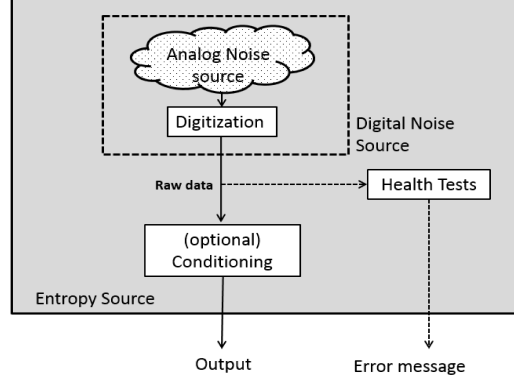 Analog Noise
source
Digitization
Digital Noise
Source
Raw data
Health Tests
(optional)
Conditioning
Entropy Source
Output
Error message